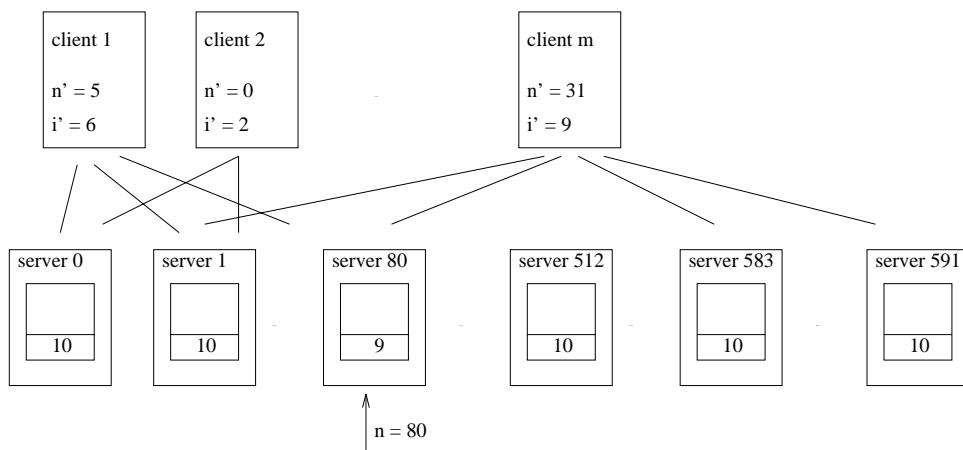 client 1
n’ = 5
i’ = 6
client 2
n’ = 0
i’ = 2
client m
n’ = 31
i’ = 9
server 0
10
server 1
10
server 80
9
server 512
10
server 583
10
server 591
10
n = 80